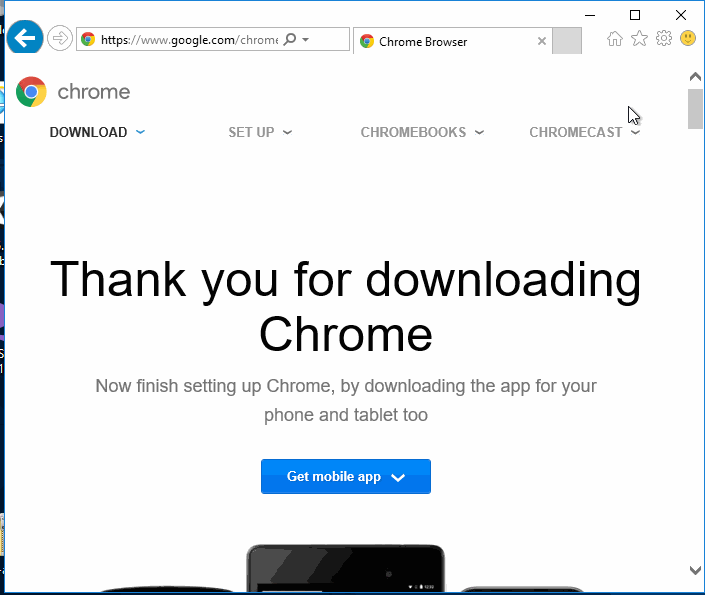 https://www.google.com/chrome
Chrome Browser
chrome
DOWNLOAD
SET UP
CHROMEBOOKS
CHROMECAST
Thank you for downloading
Chrome
Now finish setting up Chrome, by downloading the app for your
phone and tablet too
Get mobile app